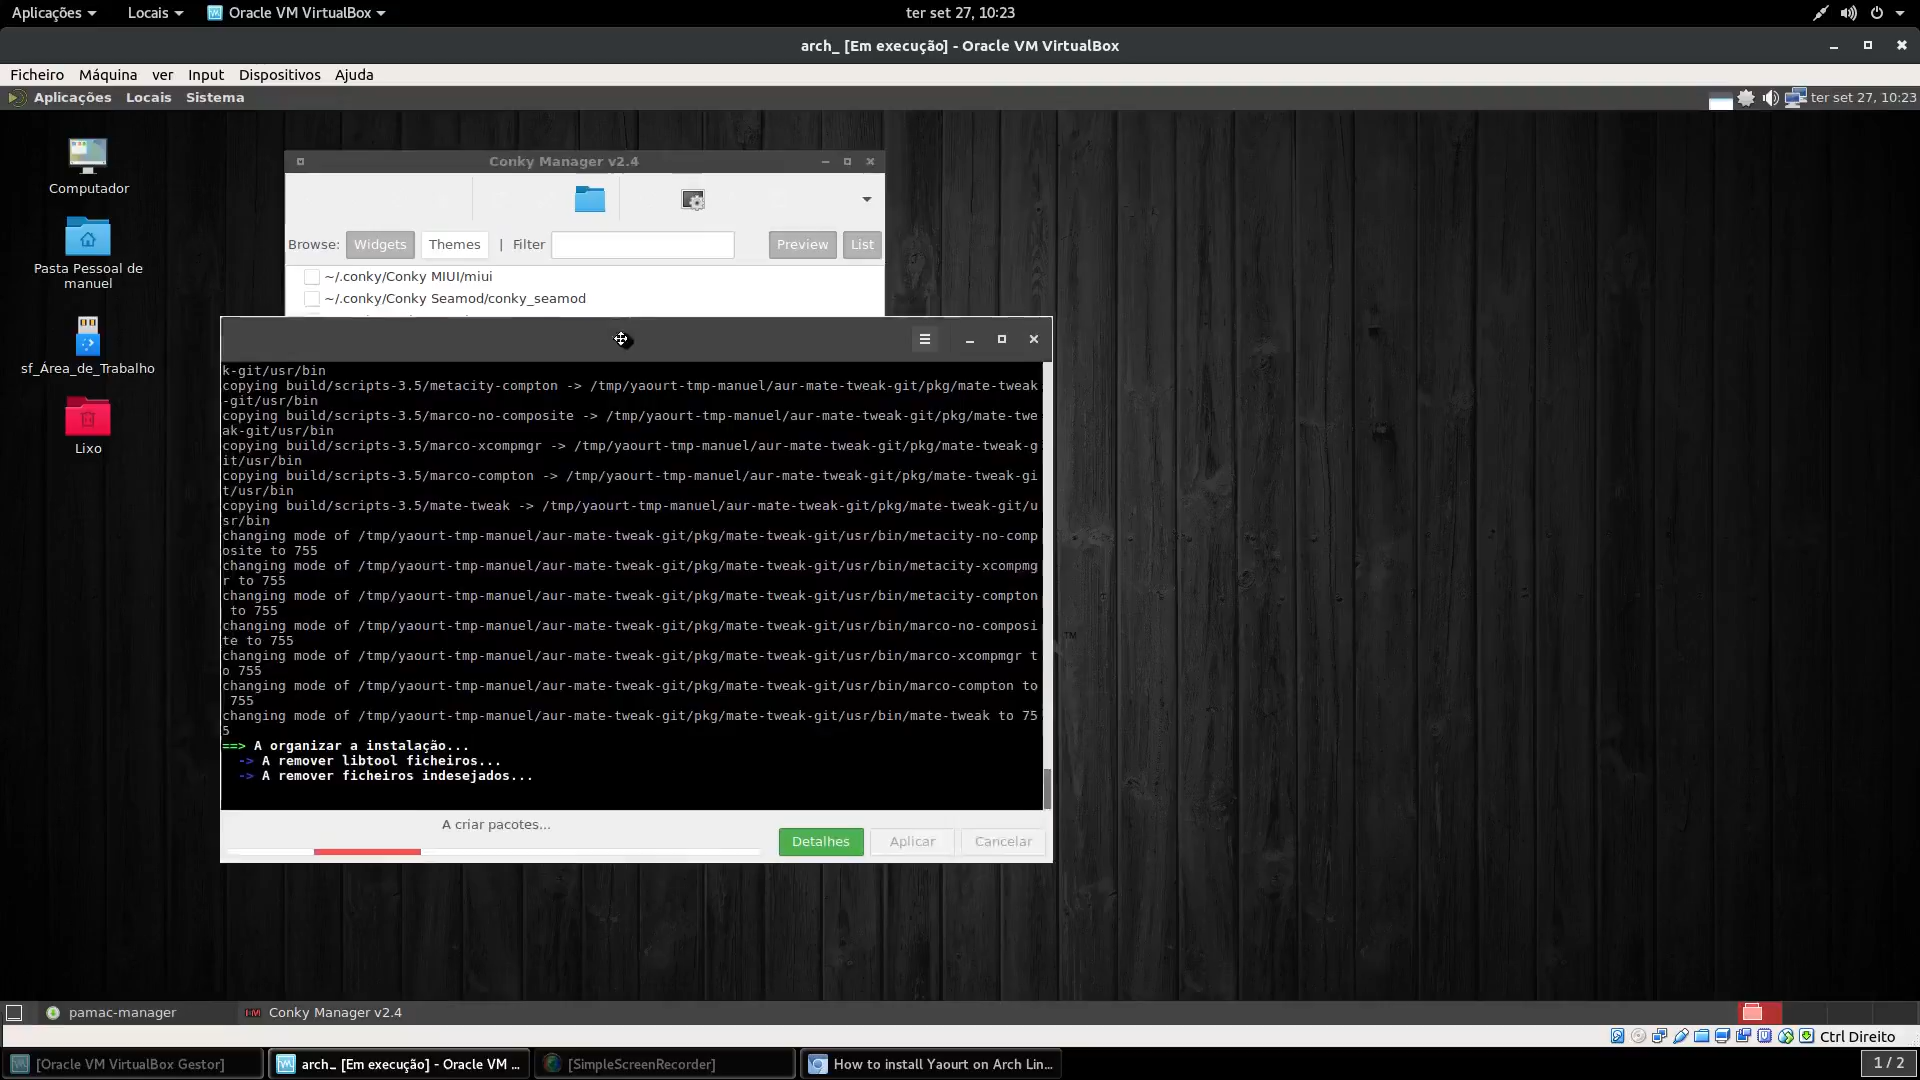 Aplicações Locais Oracle VM VirtualBox ter set 27, 10:23
arch_ [Em execução] - Oracle VM VirtualBox
Ficheiro Máquina ver Input Dispositivos Ajuda
Aplicações Locais Sistema ter set 27, 10:23
Computador
Pasta Pessoal de
manuel
sf_Área_de_Trabalho
Lixo
Conky Manager v2.4
Browse: Widgets Themes | Filter Preview List
~/.conky/Conky MIUI/miui
~/.conky/Conky Seamod/conky_seamod
k-git/usr/bin
copying build/scripts-3.5/metacity-compton -> /tmp/yaourt-tmp-manuel/aur-mate-tweak-git/pkg/mate-tweak
-git/usr/bin
copying build/scripts-3.5/marco-no-composite -> /tmp/yaourt-tmp-manuel/aur-mate-tweak-git/pkg/mate-twe
ak-git/usr/bin
copying build/scripts-3.5/marco-xcompmgr -> /tmp/yaourt-tmp-manuel/aur-mate-tweak-git/pkg/mate-tweak-g
it/usr/bin
copying build/scripts-3.5/marco-compton -> /tmp/yaourt-tmp-manuel/aur-mate-tweak-git/pkg/mate-tweak-gi
t/usr/bin
copying build/scripts-3.5/mate-tweak -> /tmp/yaourt-tmp-manuel/aur-mate-tweak-git/pkg/mate-tweak-git/u
sr/bin
changing mode of /tmp/yaourt-tmp-manuel/aur-mate-tweak-git/pkg/mate-tweak-git/usr/bin/metacity-no-comp
osite to 755
changing mode of /tmp/yaourt-tmp-manuel/aur-mate-tweak-git/pkg/mate-tweak-git/usr/bin/metacity-xcompmg
r to 755
changing mode of /tmp/yaourt-tmp-manuel/aur-mate-tweak-git/pkg/mate-tweak-git/usr/bin/metacity-compton
to 755
changing mode of /tmp/yaourt-tmp-manuel/aur-mate-tweak-git/pkg/mate-tweak-git/usr/bin/marco-no-composi
te to 755
changing mode of /tmp/yaourt-tmp-manuel/aur-mate-tweak-git/pkg/mate-tweak-git/usr/bin/marco-xcompmgr t
o 755
changing mode of /tmp/yaourt-tmp-manuel/aur-mate-tweak-git/pkg/mate-tweak-git/usr/bin/marco-compton to
755
changing mode of /tmp/yaourt-tmp-manuel/aur-mate-tweak-git/pkg/mate-tweak-git/usr/bin/mate-tweak to 75
5
==> A organizar a instalação...
-> A remover libtool ficheiros...
-> A remover ficheiros indesejados...
A criar pacotes...
Detalhes Aplicar Cancelar
TM
pamac-manager Conky Manager v2.4
Ctrl Direito
[Oracle VM VirtualBox Gestor] arch_ [Em execução] - Oracle VM ... [SimpleScreenRecorder] How to install Yaourt on Arch Lin... 1 / 2